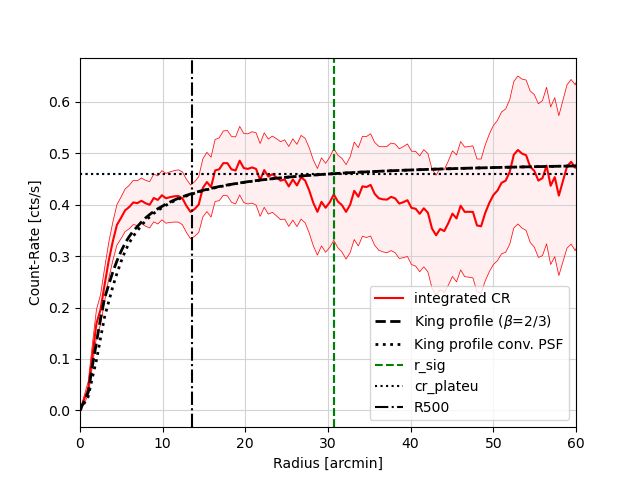 0.6
0.5
0.4
0.3
0.2
0.1
0.0
Count-Rate [cts/s]
integrated CR
King profile (β=2/3)
King profile conv. PSF
r_sig
cr_plateu
R500
0 10 20 30 40 50 60
Radius [arcmin]